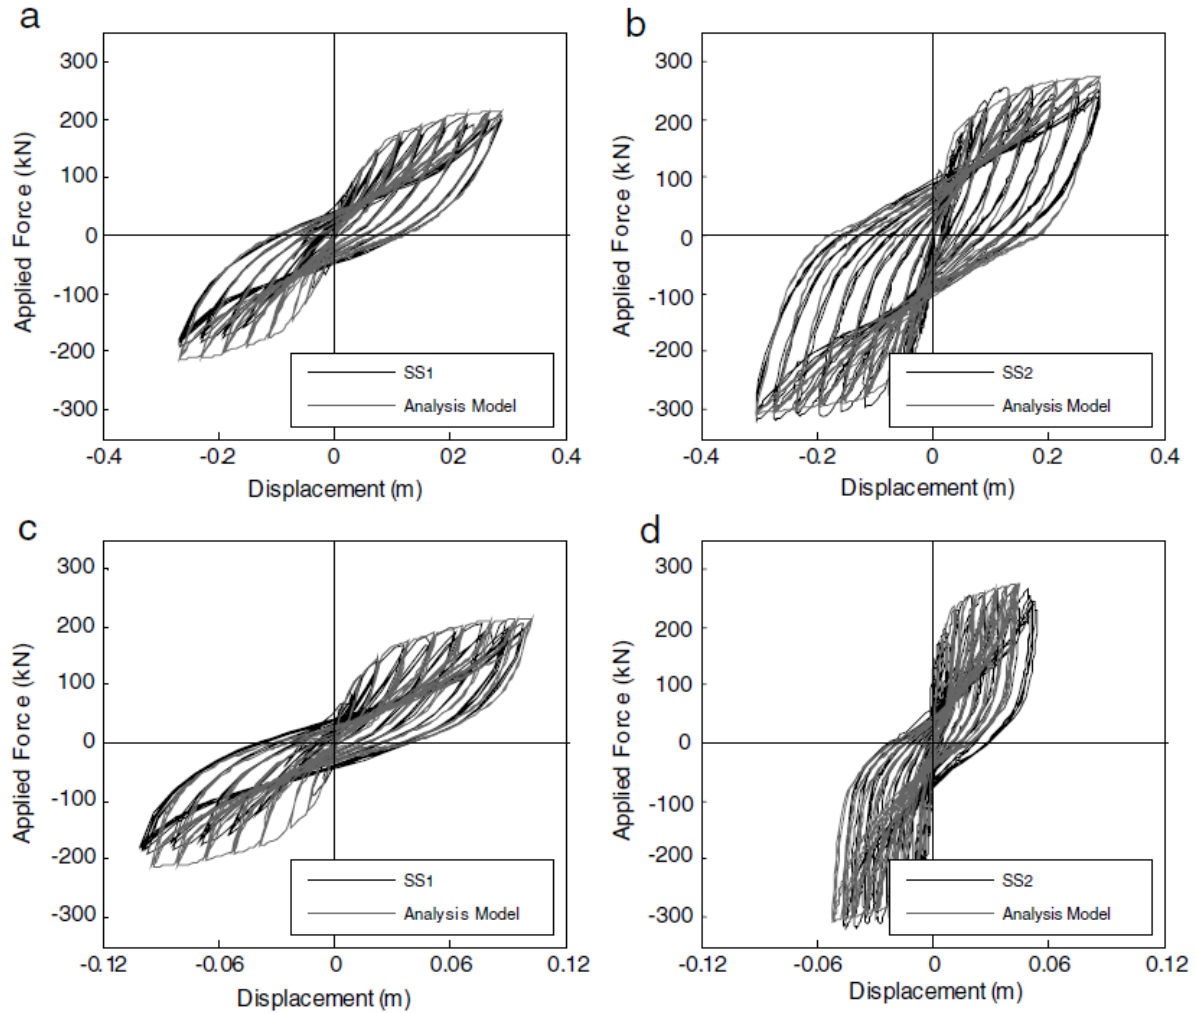 a
300
200
100
0
-100
-200
-300
Applied Force (kN)
SS1
Analysis Model
-0.4 -0.2 0 02 0.4
Displacement (m)
b
300
200
100
0
-100
-200
-300
Applied Force (kN)
SS2
Analysis Model
-0.4 -0.2 0 0.2 0.4
Displacement (m)
c
300
200
100
0
-100
-200
-300
Applied Force (kN)
SS1
Analysis Model
-0.12 -0.06 0 0.06 0.12
Displacement (m)
d
300
200
100
0
-100
-200
-300
Applied Force (kN)
SS2
Analysis Model
-0.12 -0.06 0 0.06 0.12
Displacement (m)